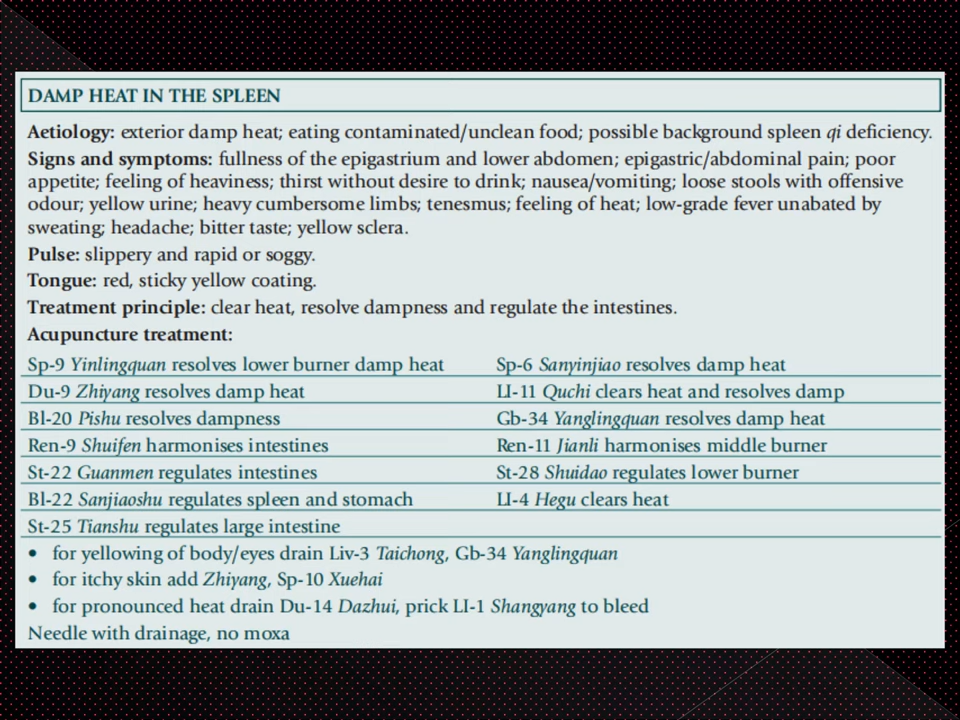 DAMP HEAT IN THE SPLEEN
Aetiology: exterior damp heat; eating contaminated/unclean food; possible background spleen qi deficiency.
Signs and symptoms: fullness of the epigastrium and lower abdomen; epigastric/abdominal pain; poor
appetite; feeling of heaviness; thirst without desire to drink; nausea/vomiting; loose stools with offensive
odour; yellow urine; heavy cumbersome limbs; tenesmus; feeling of heat; low-grade fever unabated by
sweating; headache; bitter taste; yellow sclera.
Pulse: slippery and rapid or soggy.
Tongue: red, sticky yellow coating.
Treatment principle: clear heat, resolve dampness and regulate the intestines.
Acupuncture treatment:
Sp-9 Yinlingquan resolves lower burner damp heat Sp-6 Sanyinjiao resolves damp heat
Du-9 Zhiyang resolves damp heat LI-11 Quchi clears heat and resolves damp
Bl-20 Pishu resolves dampness Gb-34 Yanglingquan resolves damp heat
Ren-9 Shuifen harmonises intestines Ren-11 Jianli harmonises middle burner
St-22 Guanmen regulates intestines St-28 Shuidao regulates lower burner
Bl-22 Sanjiaoshu regulates spleen and stomach LI-4 Hegu clears heat
St-25 Tianshu regulates large intestine
• for yellowing of body/eyes drain Liv-3 Taichong, Gb-34 Yanglingquan
• for itchy skin add Zhiyang, Sp-10 Xuehai
• for pronounced heat drain Du-14 Dazhui, prick LI-1 Shangyang to bleed
Needle with drainage, no moxa